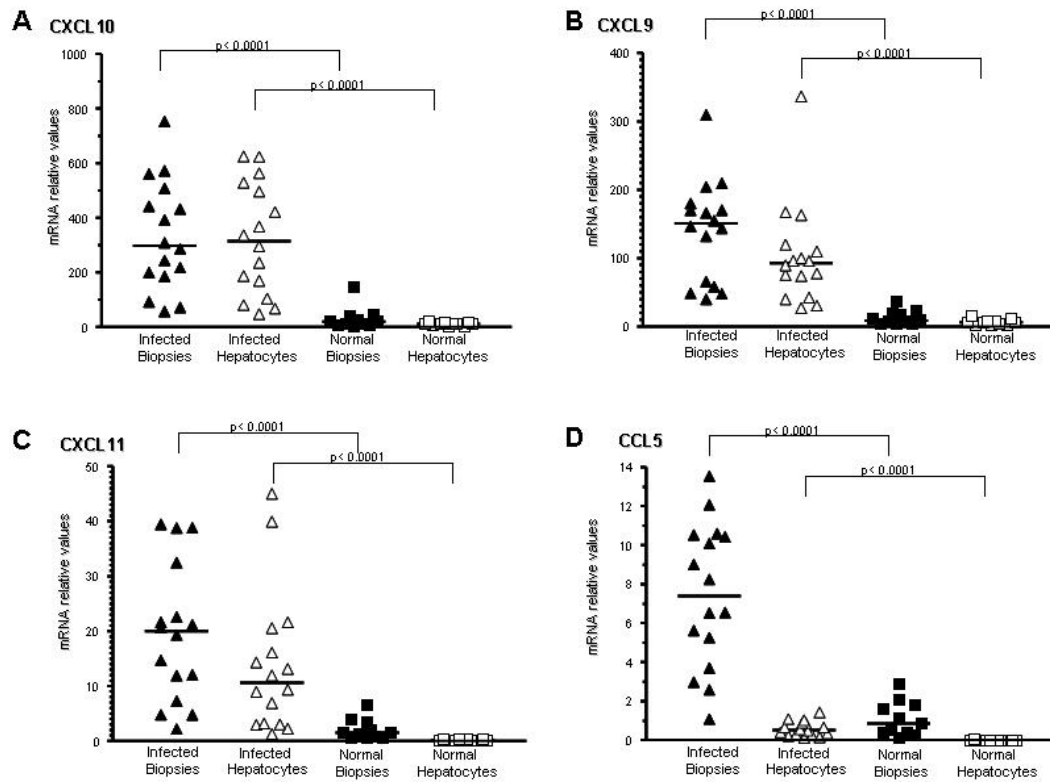 A CXCL10
p< 0.0001
p< 0.0001
mRNA relative values
1000
800
600
400
200
0
Infected Biopsies
Infected Hepatocytes
Normal Biopsies
Normal Hepatocytes
B CXCL9
p< 0.0001
p< 0.0001
mRNA relative values
400
300
200
100
0
Infected Biopsies
Infected Hepatocytes
Normal Biopsies
Normal Hepatocytes
C CXCL11
p< 0.0001
p< 0.0001
mRNA relative values
50
40
30
20
10
0
Infected Biopsies
Infected Hepatocytes
Normal Biopsies
Normal Hepatocytes
D CCL5
p< 0.0001
p< 0.0001
mRNA relative values
14
12
10
8
6
4
2
0
Infected Biopsies
Infected Hepatocytes
Normal Biopsies
Normal Hepatocytes